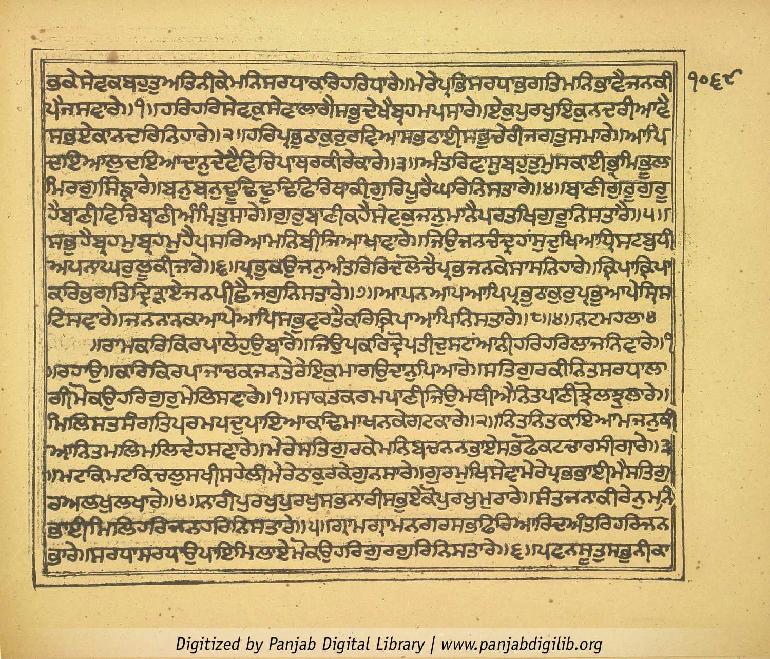 ੧੦੬੯
ਭਕੇਸੇਵਕਬਹੁਤੁਅਤਿਨੀਕੇਮਨਿਸਰਧਾਕਰਿਹਰਿਧਾਰੇ॥ਮੇਰੇਪ੍ਰਭਿਸਰਧਾਭਗਤਿਮਨਿਭਾਵੈਜਨਕੀ
ਪੈਜਸਵਾਰੇ॥੧॥ਹਰਿਹਰਿਸੇਵਕੁਸੇਵਾਲਾਗੈਸਭੁਦੇਖੈਬ੍ਰਹਮਪਸਾਰੇ॥ਏਕੁਪੁਰਖੁਇਕੁਨਦਰੀਆਵੈ
ਸਭਏਕਾਨਦਰਿਨਿਹਾਰੇ॥੨॥ਹਰਿਪ੍ਰਭੁਠਾਕੁਰੁਰਵਿਆਸਭਠਾਈਸਭੁਚੇਰੀਜਗਤੁਸਮਾਰੇ॥ਆਪਿ
ਦਾਇਆਲੁਦਇਆਦਾਨੁਦੇਵੈਵਿਚਿਪਾਥਰਕੀਰੇਕਾਰੇ॥੩॥ਅੰਤਰਿਵਾਸੁਬਹੁਤੁਮੁਸਕਾਈਭ੍ਰਮਿਭੂਲਾ
ਮਿਰਗੁਸਿੰਙ੍ਹਾਰੇ॥ਬਨੁਬਨੁਢੂਢਿਢੂਢਿਫਿਰਿਥਾਕੀਗੁਰਿਪੂਰੈਘਰਿਨਿਸਤਾਰੇ॥੪॥ਬਾਣੀਗੁਰੂਗੁਰੂ
ਹੈਬਾਣੀਵਿਚਿਬਾਣੀਅੰਮ੍ਰਿਤੁਸਾਰੇ॥ਗੁਰੁਬਾਣੀਕਹੈਸੇਵਕੁਜਨੁਮਾਨੈਪਰਤਖਿਗੁਰੂਨਿਸਤਾਰੇ॥੫॥
ਸਭੁਹੈਬ੍ਰਹਮੁਬ੍ਰਹਮੁਹੈਪਸਰਿਆਮਨਿਬੀਜਿਆਖਾਵਾਰੇ॥ਜਿਉਜਨਚੰਦ੍ਰਹਾਂਸੁਦੁਖਿਆਧ੍ਰਿਸਟਬੁਧੀ
ਅਪਨਾਘਰੁਲੂਕੀਜਾਰੇ॥੬॥ਪ੍ਰਭਕਉਜਨੁਅੰਤਰਿਰਿਦਲੋਚੈਪ੍ਰਭਜਨਕੇਸਾਸਨਿਹਾਰੇ॥ਕ੍ਰਿਪਾਕ੍ਰਿਪਾ
ਕਰਿਭਗਤਿਦ੍ਰਿੜਾਏਜਨਪੀਛੈਜਗੁਨਿਸਤਾਰੇ॥੭॥ਆਪਨਆਪਿਆਪਿਪ੍ਰਭੁਠਾਕੁਰੁਪ੍ਰਭੁਆਪੇਸ੍ਰਿਸ
ਟਿਸਵਾਰੇ॥ਜਨਨਾਨਕਆਪੇਆਪਿਸਭੁਵਰਤੈਕਰਿਕ੍ਰਿਪਾਆਪਿਨਿਸਤਾਰੇ॥੮॥੪॥ਨਟਮਹਲਾ੪
॥ਰਾਮਕਰਿਕਿਰਪਾਲੇਹੁਉਬਾਰੇ॥ਜਿਉਪਕਰਿਦ੍ਰੋਪਤੀਦੁਸਟਾਂਆਨੀਹਰਿਹਰਿਲਾਜਨਿਵਾਰੇ॥੧
॥ਰਹਾਉ॥ਕਰਿਕਿਰਪਾਜਾਚਕਜਨਤੇਰੇਇਕੁਮਾਗਉਦਾਨੁਪਿਆਰੇ॥ਸਤਿਗੁਰਕੀਨਿਤਸਰਧਾਲਾ
ਗੀਮੋਕਉਹਰਿਗੁਰੁਮੇਲਿਸਵਾਰੇ॥੧॥ਸਾਕਤਕਰਮਪਾਣੀਜਿਉਮਥੀਐਨਿਤਪਾਣੀਝੋਲਝੁਲਾਰੇ॥
ਮਿਲਿਸਤਸੰਗਤਿਪਰਮਪਦੁਪਾਇਆਕਢਿਮਾਖਨਕੇਗਟਕਾਰੇ॥੨॥ਨਿਤਨਿਤਕਾਇਆਮਜਨੁਕੀ
ਆਨਿਤਮਲਿਮਲਿਦੇਹਸਵਾਰੇ॥ਮੇਰੇਸਤਿਗੁਰਕੇਮਨਿਬਚਨਨਭਾਏਸਭਫੋਕਟਚਾਰਸੀਗਾਰੇ॥੩
॥ਮਟਕਿਮਟਕਿਚਲੁਸਖੀਸਹੇਲੀਮੇਰੇਠਾਕੁਰਕੇਗੁਨਸਾਰੇ॥ਗੁਰਮੁਖਿਸੇਵਾਮੇਰੇਪ੍ਰਭਭਾਈਮੈਸਤਿਗੁ
ਰਅਲਖੁਲਖਾਰੇ॥੪॥ਨਾਰੀਪੁਰਖੁਪੁਰਖੁਸਭਨਾਰੀਸਭੁਏਕੋਪੁਰਖੁਮੁਰਾਰੇ॥ਸੰਤਜਨਾਕੀਰੇਨੁਮਨਿ
ਭਾਈਮਿਲਿਹਰਿਜਨਹਰਿਨਿਸਤਾਰੇ॥੫॥ਗ੍ਰਾਮਗ੍ਰਾਮਨਗਰਸਭਫਿਰਿਆਰਿਦਅੰਤਰਿਹਰਿਜਨ
ਭਾਰੇ॥ਸਰਧਾਸਰਧਾਉਪਾਇਮਿਲਾਏਮੋਕਉਹਰਿਗੁਰਗੁਰਿਨਿਸਤਾਰੇ॥੬॥ਪਵਨਸੂਤੁਸਭੁਨੀਕਾ
Digitized by Panjab Digital Library | www.panjabdigilib.org